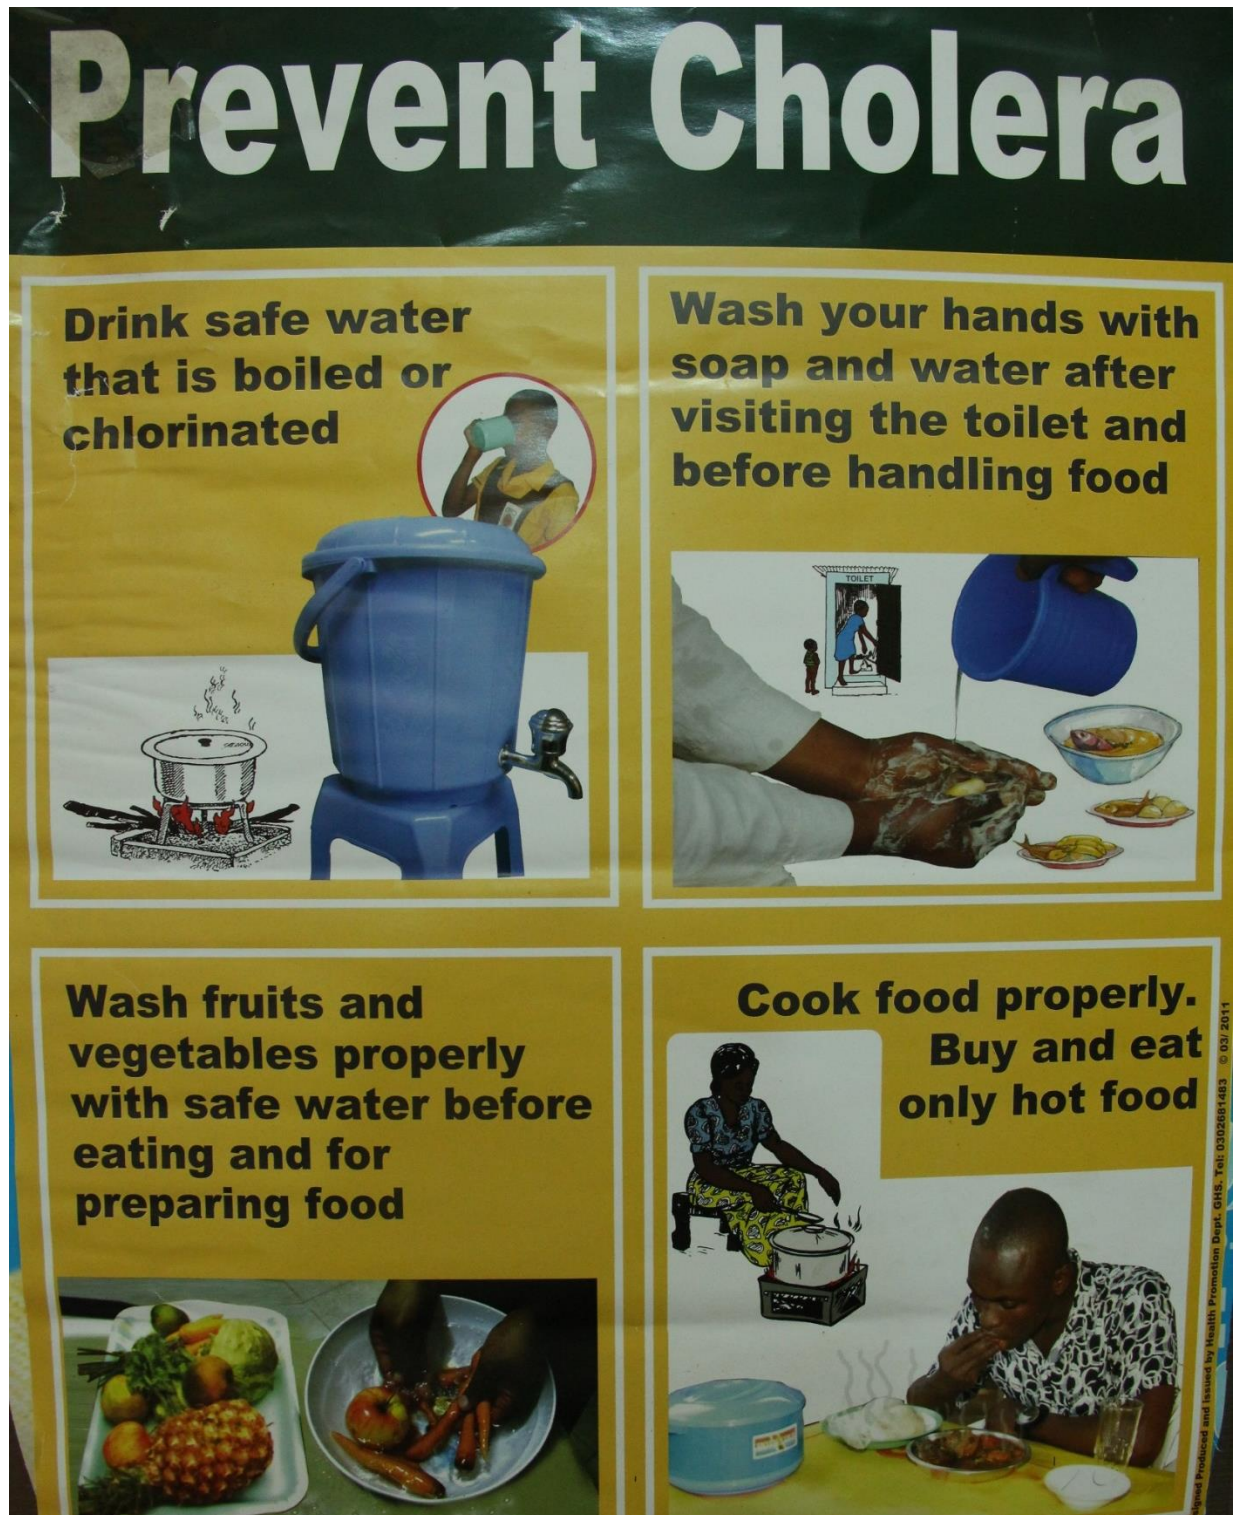 Prevent Cholera
Drink safe water
that is boiled or
chlorinated
Wash your hands with
soap and water after
visiting the toilet and
before handling food
TOILET
Wash fruits and
vegetables properly
with safe water before
eating and for
preparing food
Cook food properly.
Buy and eat
only hot food
Produced and issued by Health Promotion Dept. GHS. Tel: 0302681483 © 03/ 2011